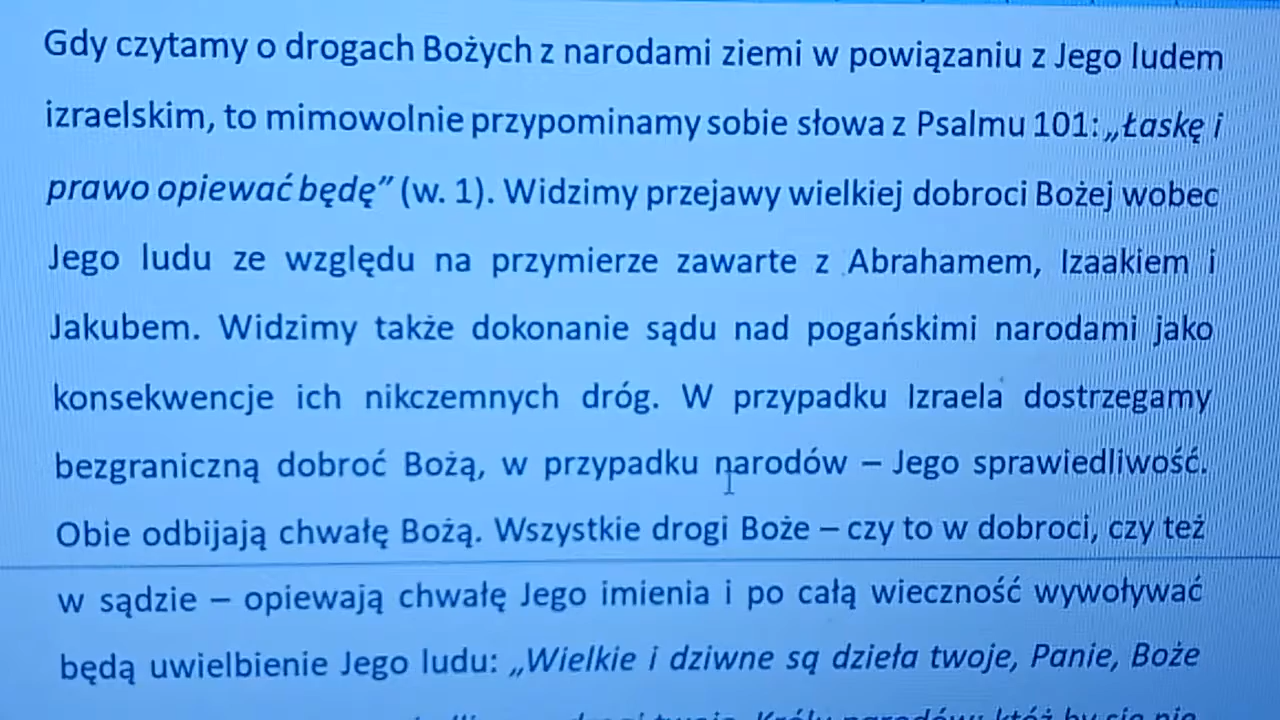 Gdy czytamy o drogach Bożych z narodami ziemi w powiązaniu z Jego ludem
izraelskim, to mimowolnie przypominamy sobie słowa z Psalmu 101: „Łaskę i
prawo opiewać będę” (w. 1). Widzimy przejawy wielkiej dobroci Bożej wobec
Jego ludu ze względu na przymierze zawarte z Abrahamem, Izaakiem i
Jakubem. Widzimy także dokonanie sądu nad pogańskimi narodami jako
konsekwencje ich nikczemnych dróg. W przypadku Izraela dostrzegamy
bezgraniczną dobroć Bożą, w przypadku narodów – Jego sprawiedliwość.
Obie odbijają chwałę Bożą. Wszystkie drogi Boże – czy to w dobroci, czy też
w sądzie – opiewają chwałę Jego imienia i po całą wieczność wywoływać
będą uwielbienie Jego ludu: „Wielkie i dziwne są dzieła twoje, Panie, Boże